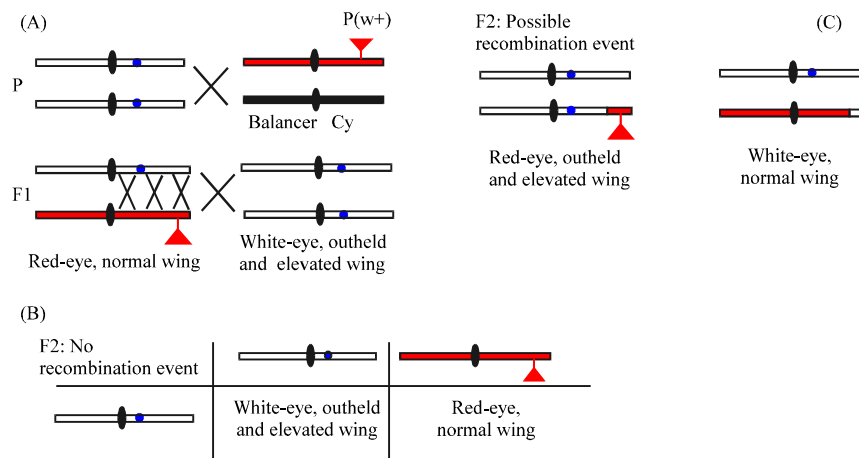 (A)
P(w+)
P
Balancer Cy
F1
Red-eye, normal wing
White-eye, outheld
and elevated wing
F2: Possible
recombination event
Red-eye, outheld
and elevated wing
(C)
White-eye,
normal wing
(B)
F2: No
recombination event
White-eye, outheld
and elevated wing
Red-eye,
normal wing